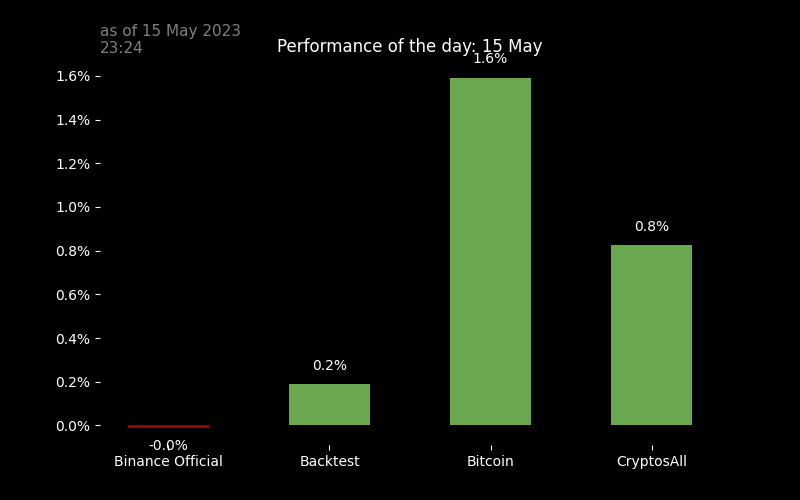 as of 15 May 2023
23:24
Performance of the day: 15 May
1.6%
1.6%
1.4%
1.2%
1.0%
0.8%
0.8%
0.6%
0.4%
0.2%
0.2%
0.0%
-0.0%
Binance Official
Backtest
Bitcoin
CryptosAll